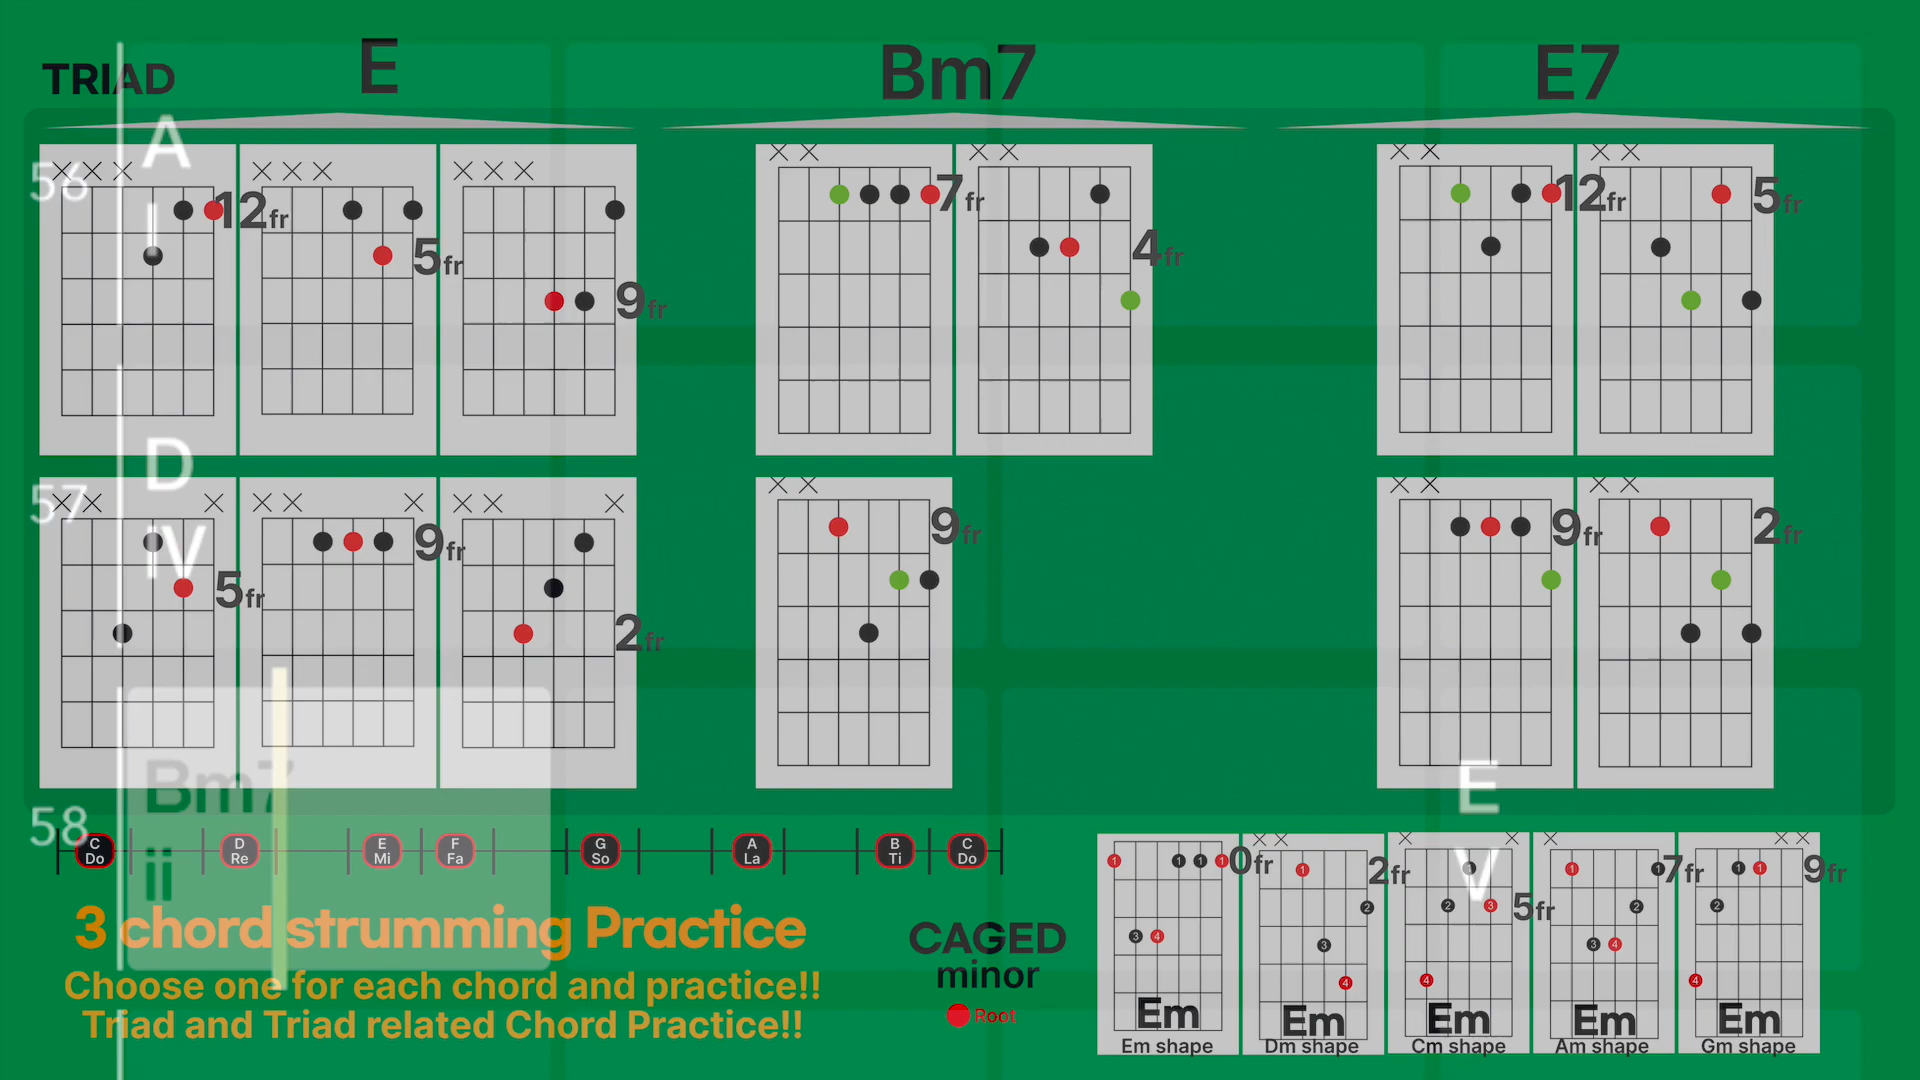 TRIAD
E
Bm7
E7
A
I
56
12fr
5fr
9fr
7fr
4fr
12fr
5fr
D
IV
57
5fr
9fr
2fr
9fr
9fr
2fr
Bm7
ii
58
E
V
C Do
D Re
E Mi
F Fa
G So
A La
B Ti
C Do
3 chord strumming Practice
Choose one for each chord and practice!!
Triad and Triad related Chord Practice!!
CAGED
minor
Root
0fr
2fr
5fr
7fr
9fr
Em
Em
Em
Em
Em
Em shape
Dm shape
Cm shape
Am shape
Gm shape